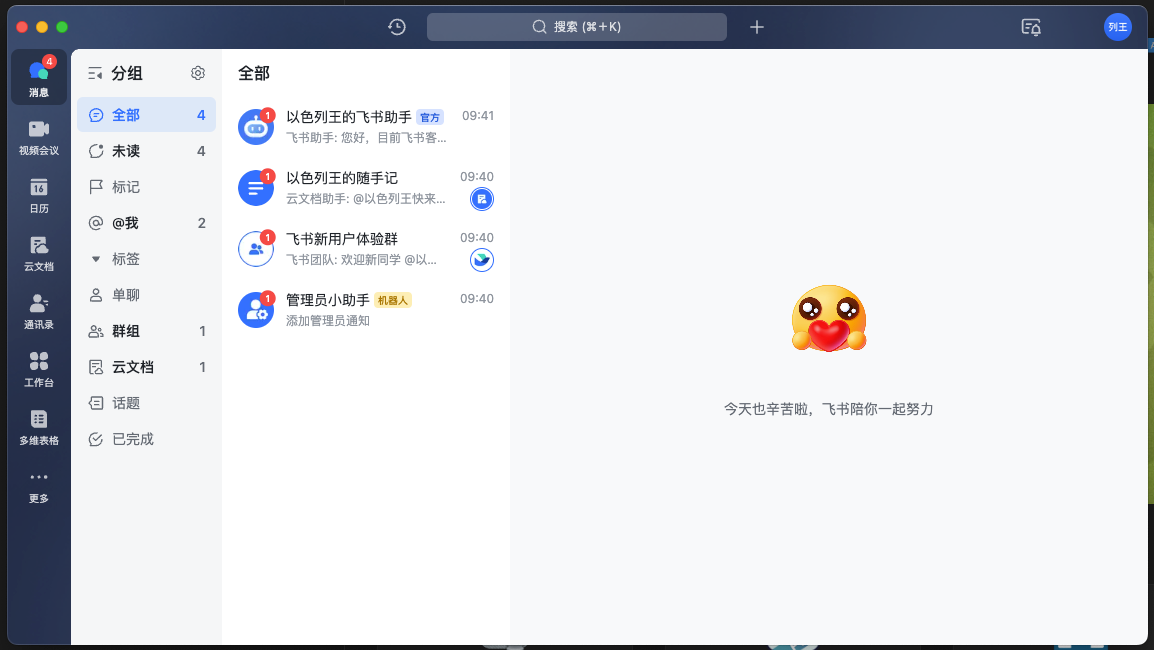 搜索 (⌘+K)
列王
4
消息
视频会议
16
日历
云文档
通讯录
工作台
多维表格
更多
分组
全部 4
未读 4
标记
@我 2
标签
单聊
群组 1
云文档 1
话题
已完成
全部
1
以色列王的飞书助手 官方 09:41
飞书助手: 您好，目前飞书客...
1
以色列王的随手记 09:40
云文档助手: @以色列王快来...
1
飞书新用户体验群 09:40
飞书团队: 欢迎新同学 @以...
1
管理员小助手 机器人 09:40
添加管理员通知
今天也辛苦啦，飞书陪你一起努力